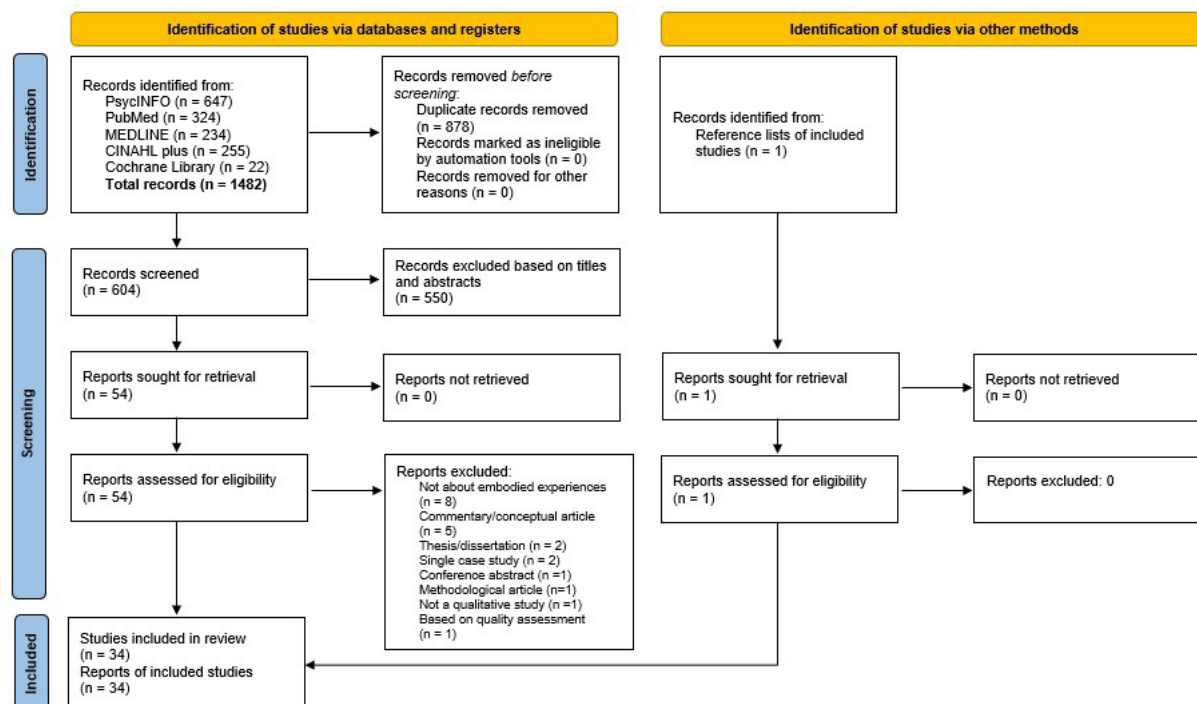 Identification of studies via databases and registers
Identification of studies via other methods
Identification
Records identified from:
PsycINFO (n = 647)
PubMed (n = 324)
MEDLINE (n = 234)
CINAHL plus (n = 255)
Cochrane Library (n = 22)
Total records (n = 1482)
Records removed before
screening:
Duplicate records removed
(n = 878)
Records marked as ineligible
by automation tools (n = 0)
Records removed for other
reasons (n = 0)
Records identified from:
Reference lists of included
studies (n = 1)
Screening
Records screened
(n = 604)
Records excluded based on titles
and abstracts
(n = 550)
Reports sought for retrieval
(n = 54)
Reports not retrieved
(n = 0)
Reports sought for retrieval
(n = 1)
Reports not retrieved
(n = 0)
Reports assessed for eligibility
(n = 54)
Reports excluded:
Not about embodied experiences
(n = 8)
Commentary/conceptual article
(n = 5)
Thesis/dissertation (n = 2)
Single case study (n = 2)
Conference abstract (n =1)
Methodological article (n=1)
Not a qualitative study (n =1)
Based on quality assessment
(n = 1)
Reports assessed for eligibility
(n = 1)
Reports excluded: 0
Included
Studies included in review
(n = 34)
Reports of included studies
(n = 34)